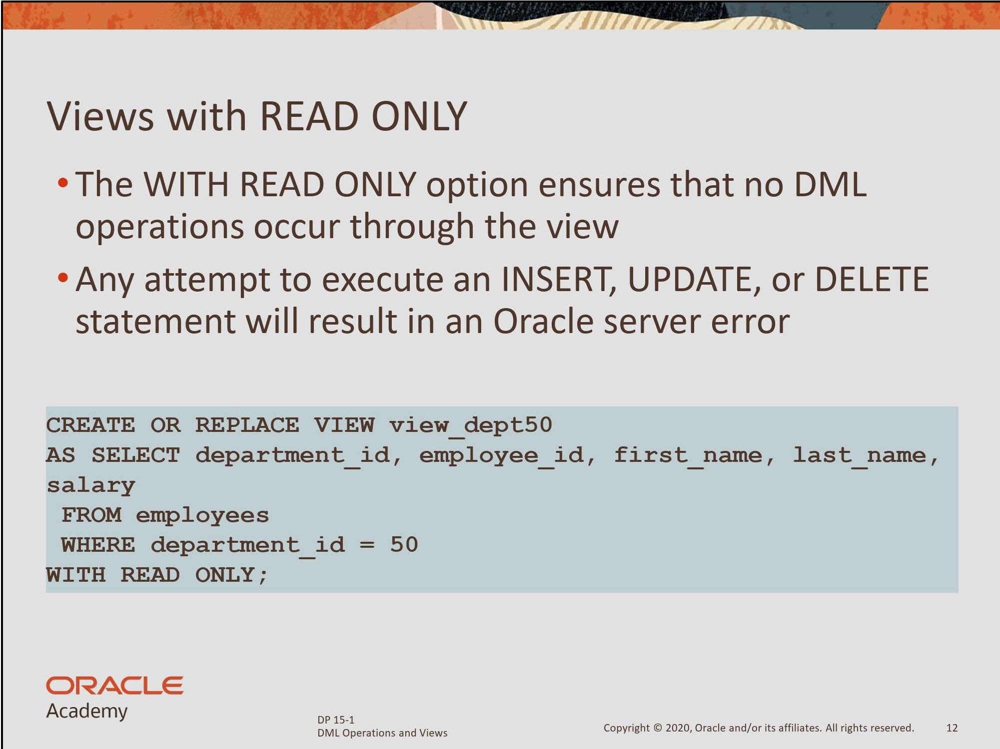 Views with READ ONLY
•The WITH READ ONLY option ensures that no DML
operations occur through the view
•Any attempt to execute an INSERT, UPDATE, or DELETE
statement will result in an Oracle server error
CREATE OR REPLACE VIEW view_dept50
AS SELECT department_id, employee_id, first_name, last_name,
salary
FROM employees
WHERE department_id = 50
WITH READ ONLY;
ORACLE
Academy
DP 15-1
DML Operations and Views
Copyright © 2020, Oracle and/or its affiliates. All rights reserved.
12